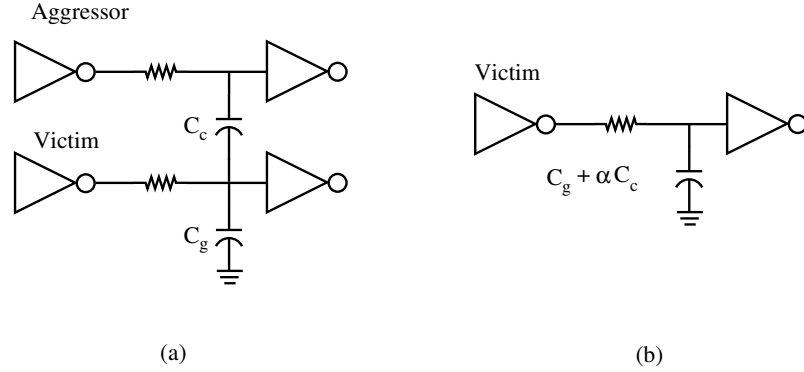 Aggressor
C_c
Victim
C_g
(a)
Victim
C_g + αC_c
(b)